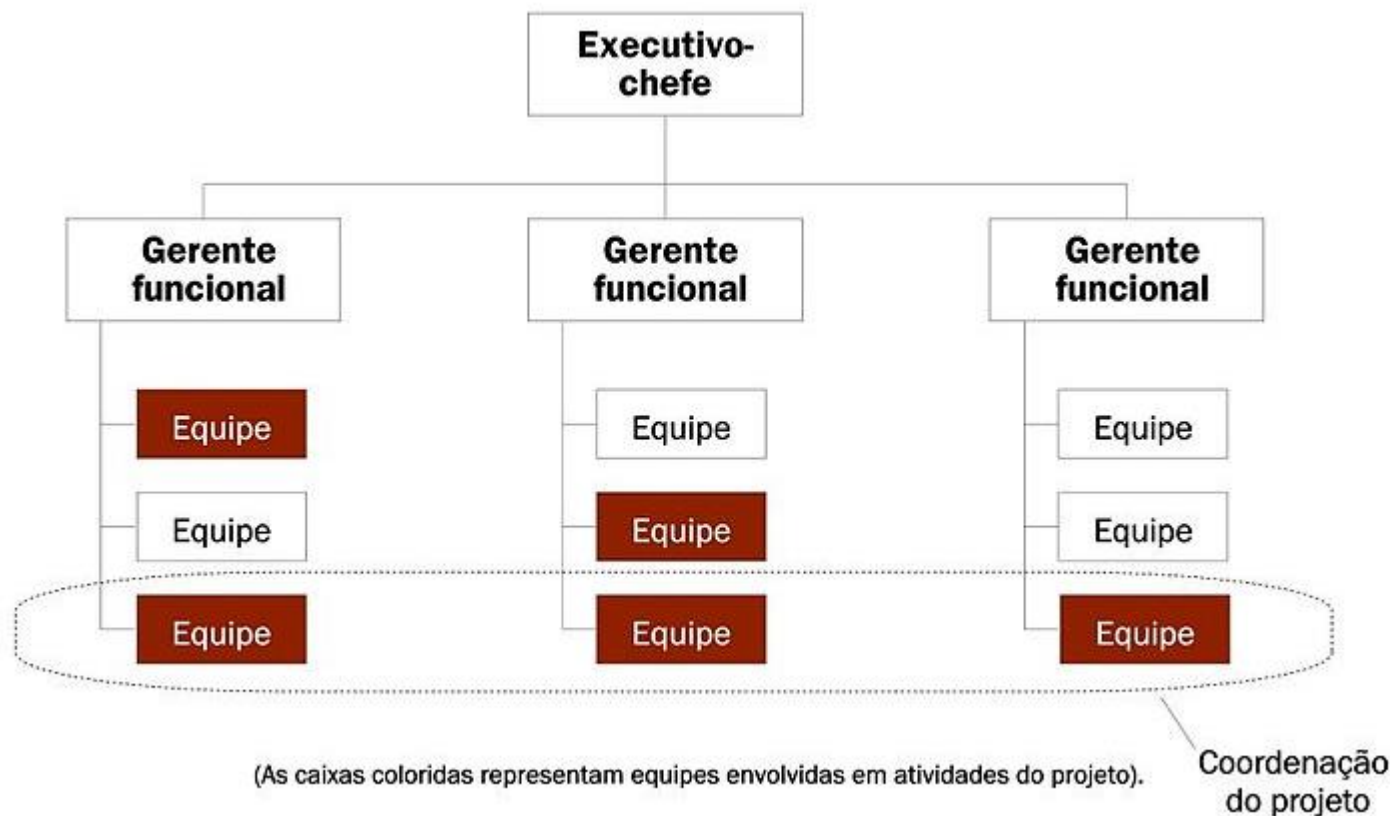 Executivo-
chefe
Gerente
funcional
Gerente
funcional
Gerente
funcional
Equipe
Equipe
Equipe
Equipe
Equipe
Equipe
Equipe
Equipe
Equipe
(As caixas coloridas representam equipes envolvidas em atividades do projeto).
Coordenação
do projeto